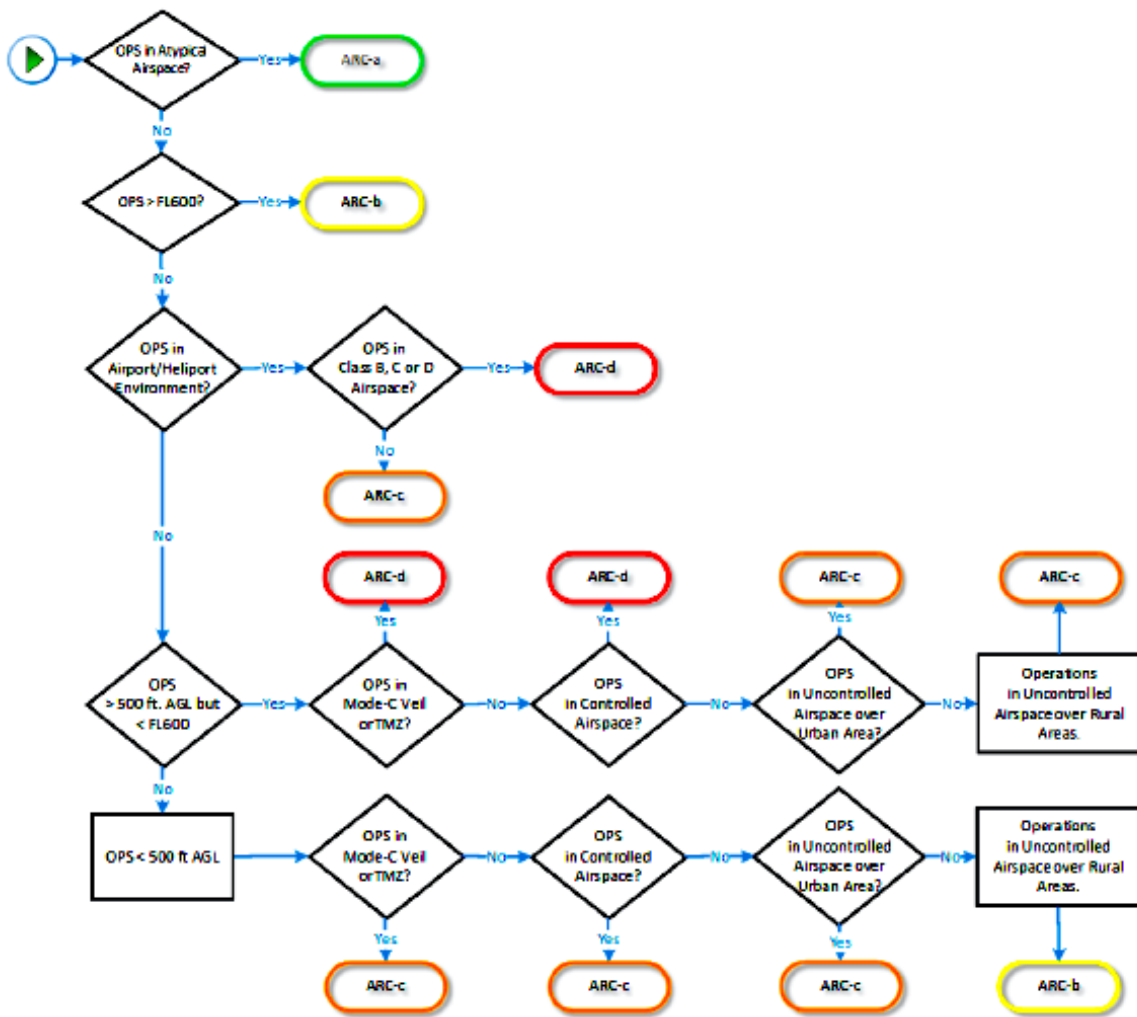 OPS in Atypical
Airspace?
Yes
ARC-a
No
OPS > FL600?
Yes
ARC-b
No
OPS in
Airport/Heliport
Environment?
Yes
OPS in
Class B, C or D
Airspace?
Yes
ARC-d
No
ARC-c
No
ARC-d
ARC-d
ARC-c
ARC-c
Yes
Yes
Yes
OPS
> 500 ft. AGL but
< FL600
Yes
OPS in
Mode-C Veil
orTMZ?
No
OPS
in Controlled
Airspace?
No
OPS
in Uncontrolled
Airspace over
Urban Area?
No
Operations
in Uncontrolled
Airspace over Rural
Areas.
No
OPS < 500 ft AGL
OPS in
Mode-C Veil
orTMZ?
No
OPS
in Controlled
Airspace?
No
OPS
in Uncontrolled
Airspace over
Urban Area?
No
Operations
in Uncontrolled
Airspace over Rural
Areas.
Yes
Yes
Yes
ARC-c
ARC-c
ARC-c
ARC-b